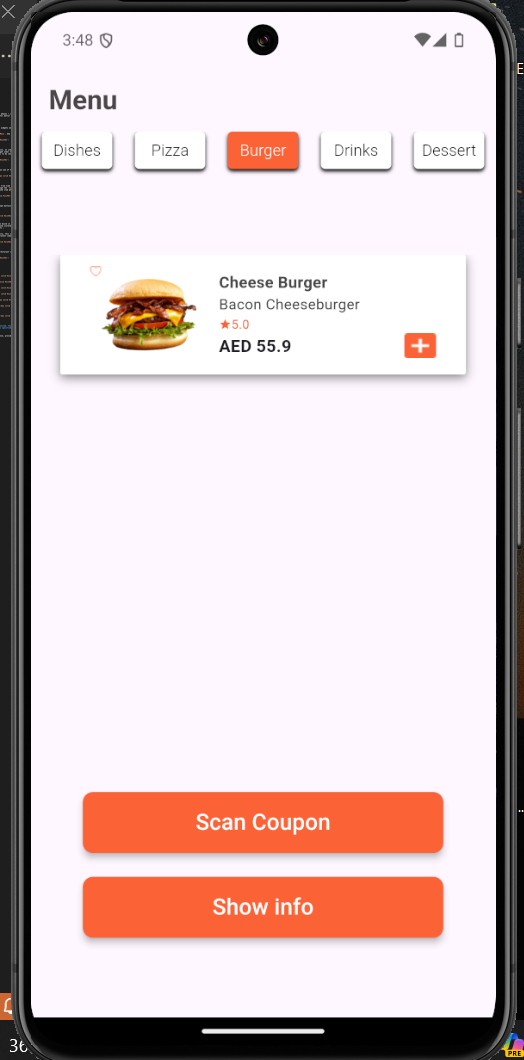 3:48
Menu
Dishes Pizza Burger Drinks Dessert
Cheese Burger
Bacon Cheeseburger
★5.0
AED 55.9
Scan Coupon
Show info
PRE